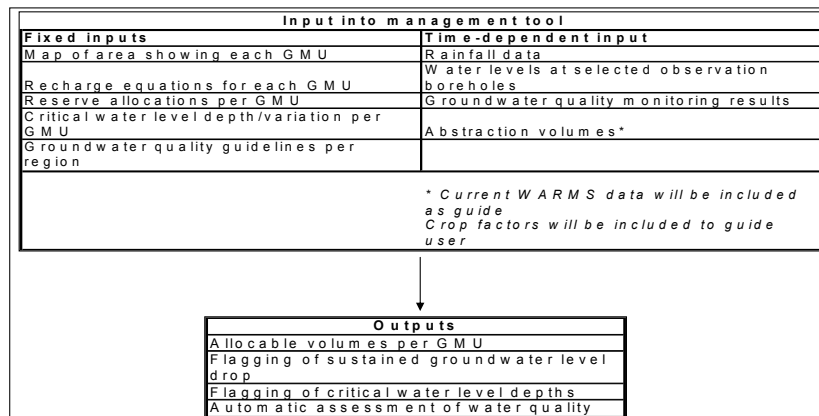 Input into management tool
Fixed inputs
Time-dependent input
Map of area showing each GMU
Rainfall data
Recharge equations for each GMU
Water levels at selected observation
boreholes
Reserve allocations per GMU
Groundwater quality monitoring results
Critical water level depth/variation per
GMU
Abstraction volumes*
Groundwater quality guidelines per
region
* Current WARMS data will be included
as guide
Crop factors will be included to guide
user
Outputs
Allocable volumes per GMU
Flagging of sustained groundwater level
drop
Flagging of critical water level depths
Automatic assessment of water quality